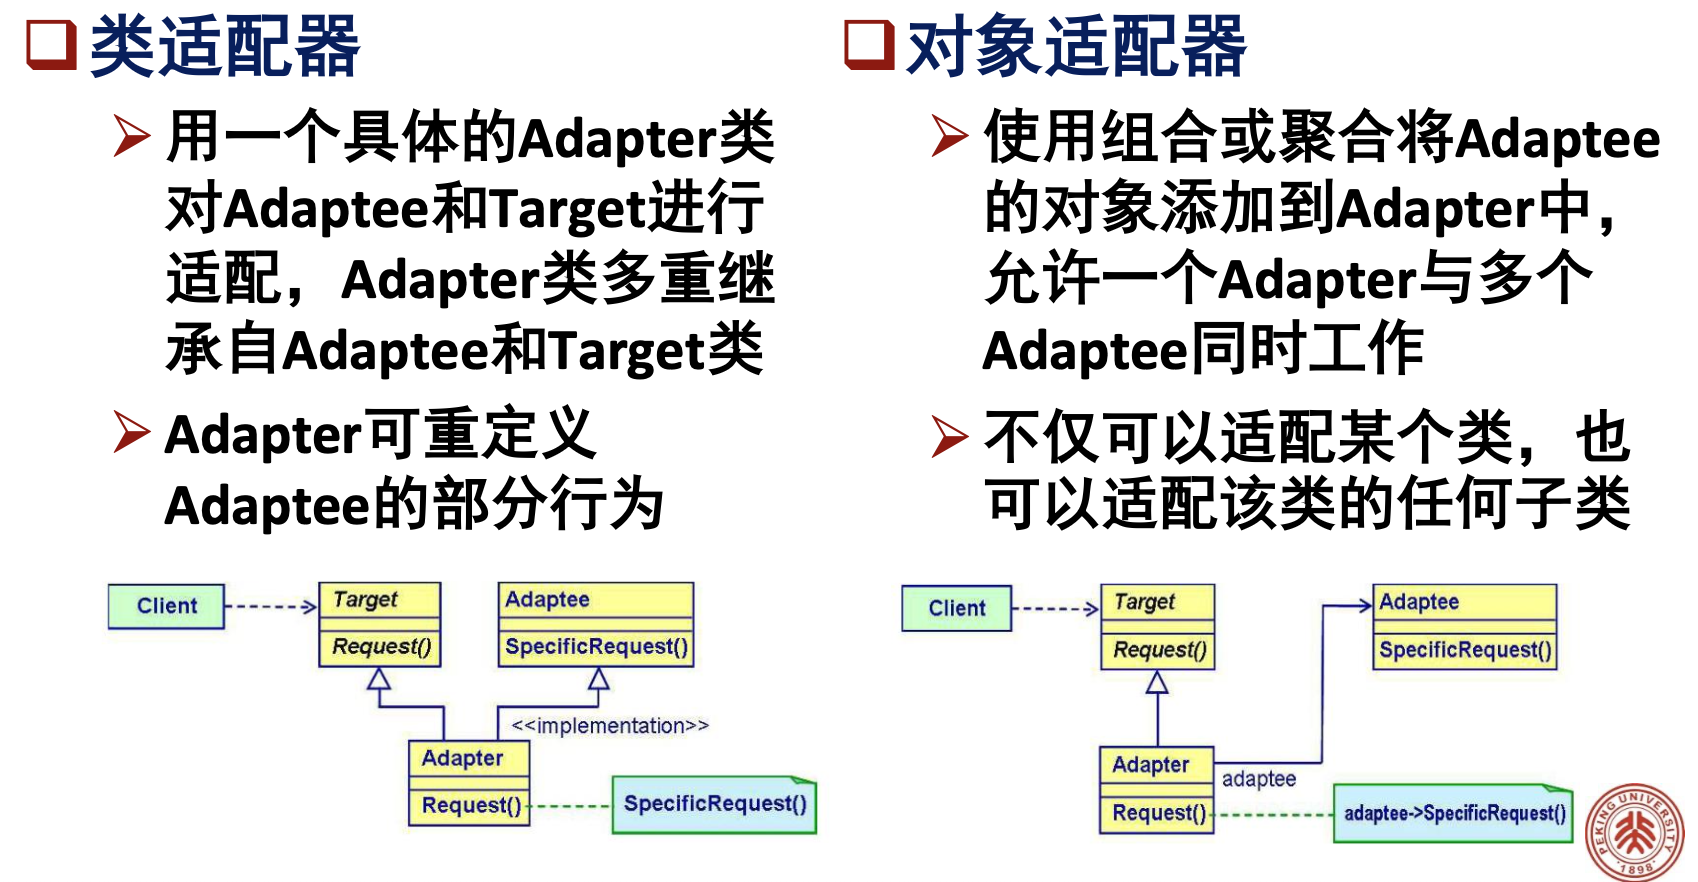 类适配器
用一个具体的Adapter类
对Adaptee和Target进行
适配，Adapter类多重继
承自Adaptee和Target类
Adapter可重定义
Adaptee的部分行为
Client
Target
Request()
Adaptee
SpecificRequest()
<<implementation>>
Adapter
Request()
SpecificRequest()
对象适配器
使用组合或聚合将Adaptee
的对象添加到Adapter中，
允许一个Adapter与多个
Adaptee同时工作
不仅可以适配某个类，也
可以适配该类的任何子类
Client
Target
Request()
Adaptee
SpecificRequest()
Adapter
adaptee
Request()
adaptee->SpecificRequest()
PEKING UNIVERSITY
1898